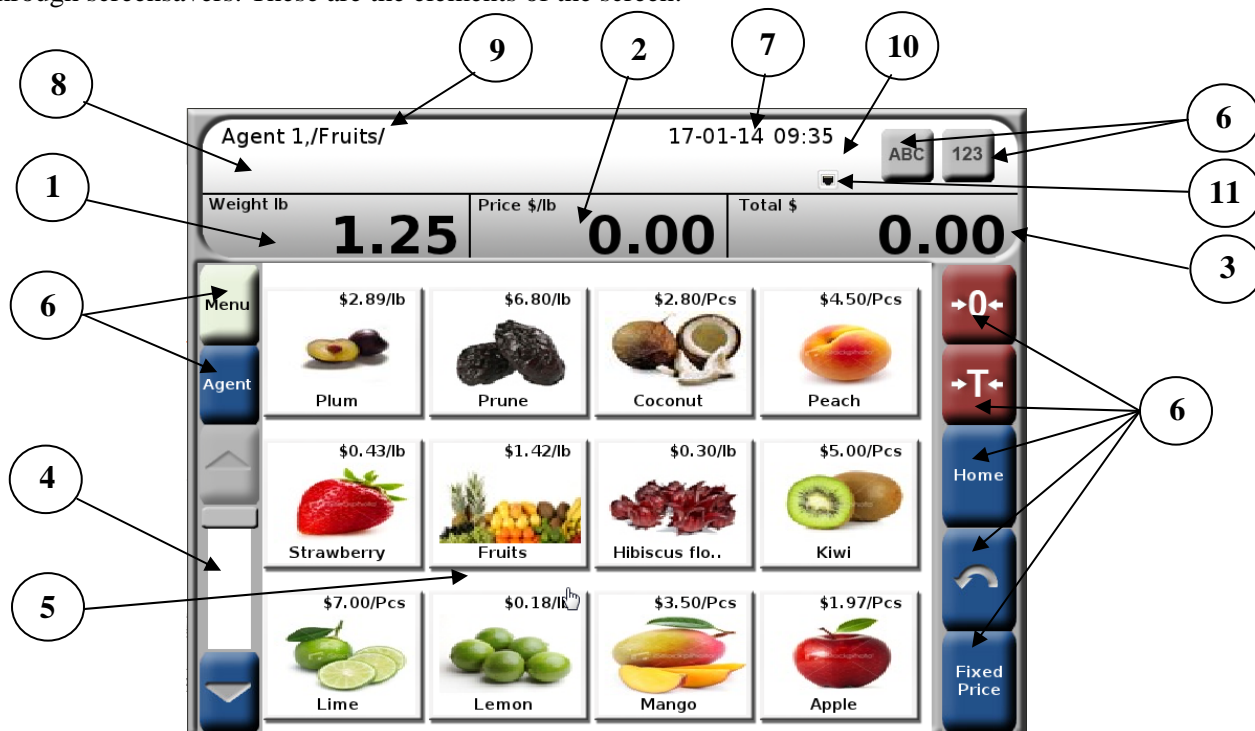 through screensavers. These are the elements of the screen:
9
2
7
10
8
6
Agent 1,/Fruits/
17-01-14 09:35
ABC
123
1
11
Weight lb
Price $/lb
Total $
1.25
0.00
0.00
3
6
Menu
Agent
$2.89/lb
$6.80/lb
$2.80/Pcs
$4.50/Pcs
→0←
Plum
Prune
Coconut
Peach
→T←
6
4
$0.43/lb
$1.42/lb
$0.30/lb
$5.00/Pcs
Home
Strawberry
Fruits
Hibiscus flo..
Kiwi
5
$7.00/Pcs
$0.18/lb
$3.50/Pcs
$1.97/Pcs
Fixed
Price
Lime
Lemon
Mango
Apple